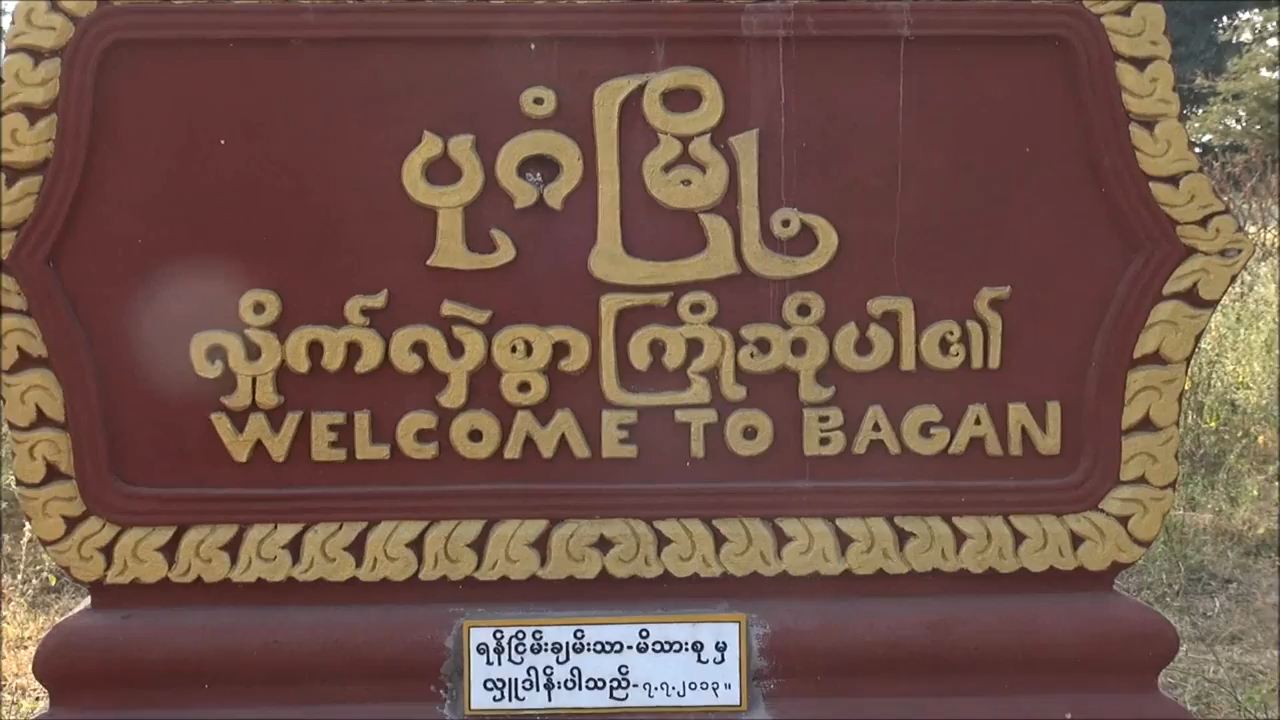 ပုဂံမြို့
လှိုက်လှဲစွာကြိုဆိုပါ၏
WELCOME TO BAGAN
ရန်ငြိမ်းချမ်းသာ-မိသားစု မှ
လှူဒါန်းပါသည်-၇.၇.၂၀၁၃။